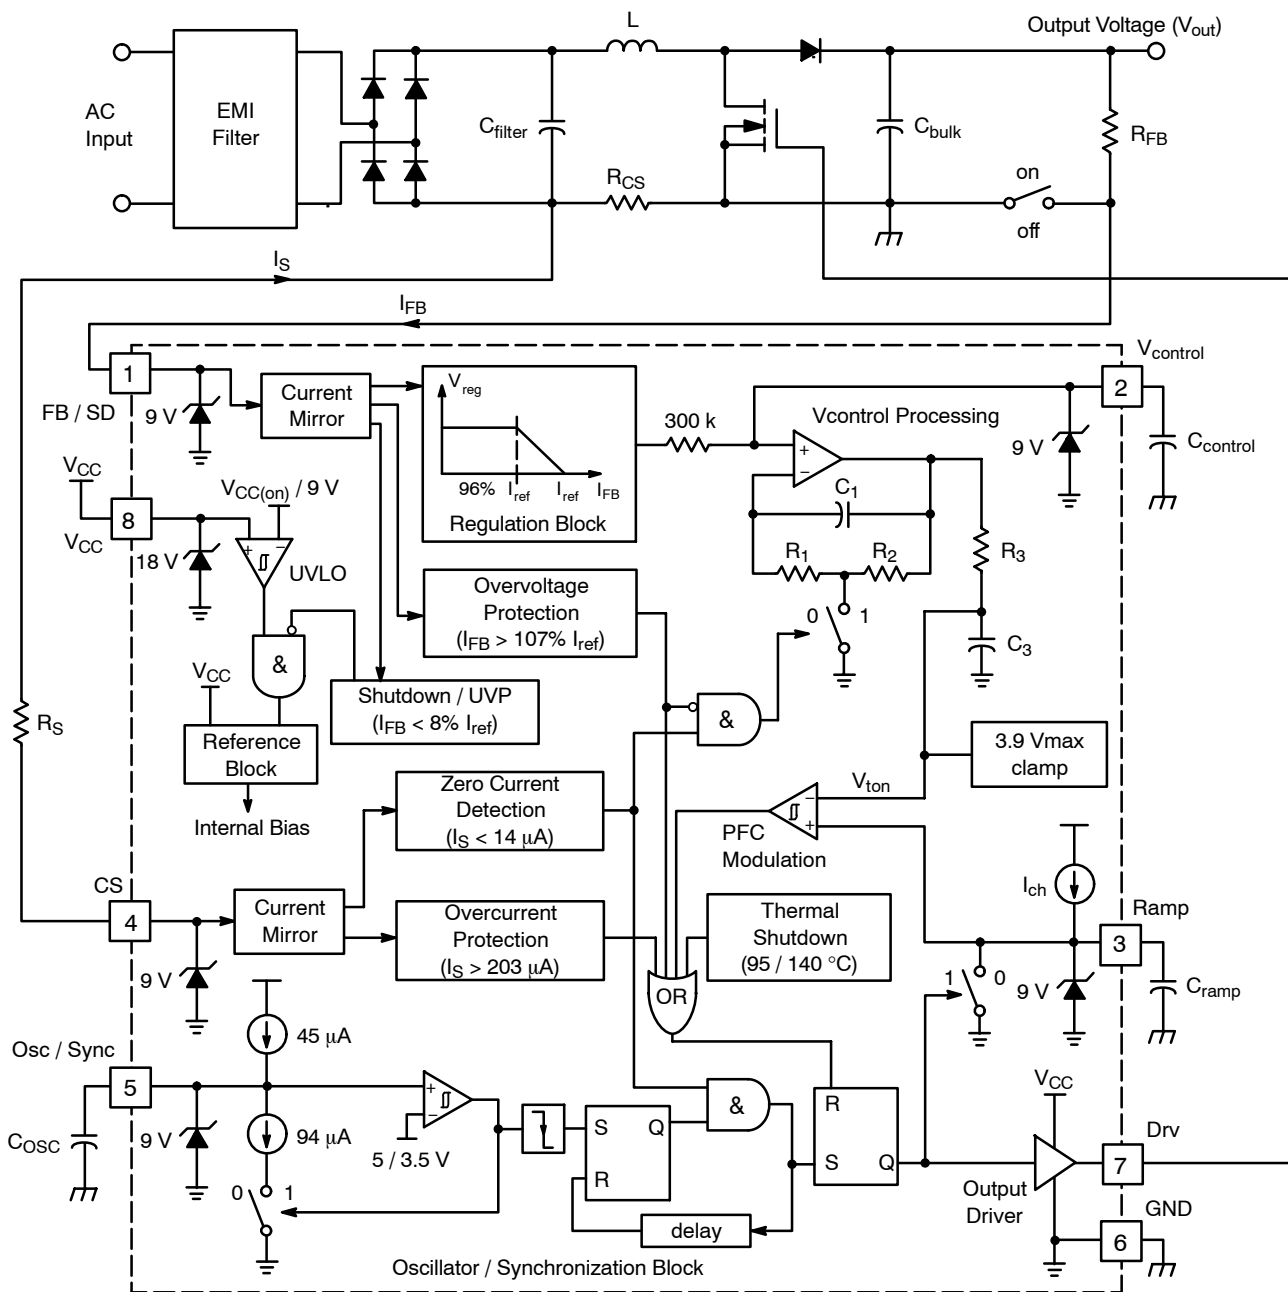 L
Output Voltage (Vout)
AC
Input
EMI
Filter
Cfilter
Cbulk
RFB
RCS
on
off
IS
IFB
Vcontrol
1
2
FB / SD
9 V
Current
Mirror
Vreg
96%
Iref
Iref
IFB
Regulation Block
300 k
Vcontrol Processing
+
−
9 V
Ccontrol
VCC
8
VCC
VCC(on) / 9 V
18 V
+
−
UVLO
C1
R1
R2
R3
Overvoltage
Protection
(IFB > 107% Iref)
0
1
C3
&
VCC
Shutdown / UVP
(IFB < 8% Iref)
&
RS
Reference
Block
Internal Bias
3.9 Vmax
clamp
Zero Current
Detection
(IS < 14 µA)
Vton
−
+
PFC
Modulation
Ich
CS
4
Current
Mirror
Overcurrent
Protection
(IS > 203 µA)
Thermal
Shutdown
(95 / 140 °C)
Ramp
3
9 V
OR
1
0
9 V
Cramp
45 µA
Osc / Sync
5
COSC
9 V
94 µA
+
−
5 / 3.5 V
0
1
S
Q
R
&
R
S
Q
VCC
Drv
7
Output
Driver
GND
6
delay
Oscillator / Synchronization Block